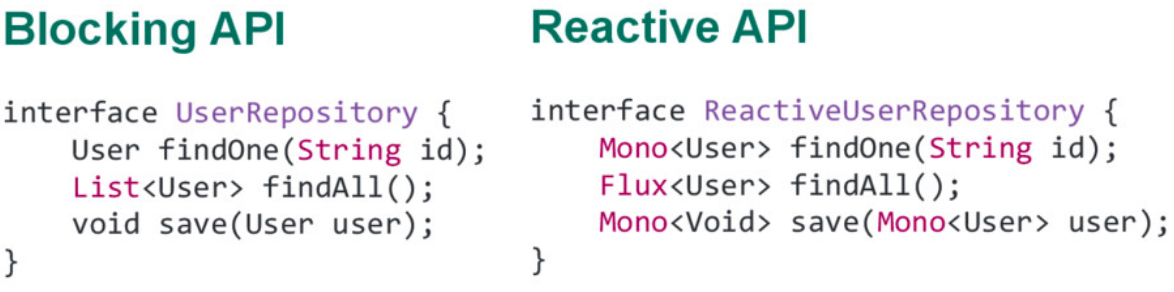 Blocking API
interface UserRepository {
    User findOne(String id);
    List<User> findAll();
    void save(User user);
}
Reactive API
interface ReactiveUserRepository {
    Mono<User> findOne(String id);
    Flux<User> findAll();
    Mono<Void> save(Mono<User> user);
}